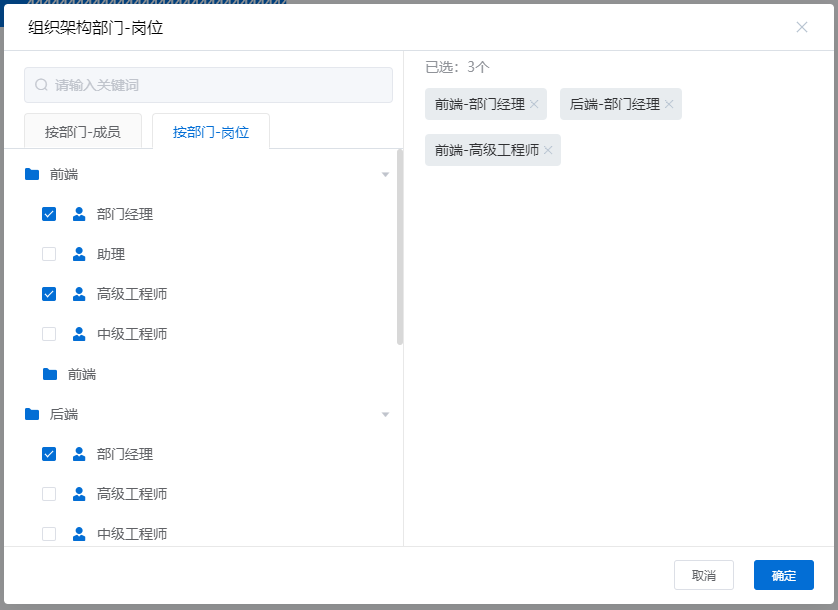 组织架构部门-岗位
请输入关键词
按部门-成员
按部门-岗位
前端
部门经理
助理
高级工程师
中级工程师
前端
后端
部门经理
高级工程师
中级工程师
已选：3个
前端-部门经理
后端-部门经理
前端-高级工程师
取消
确定